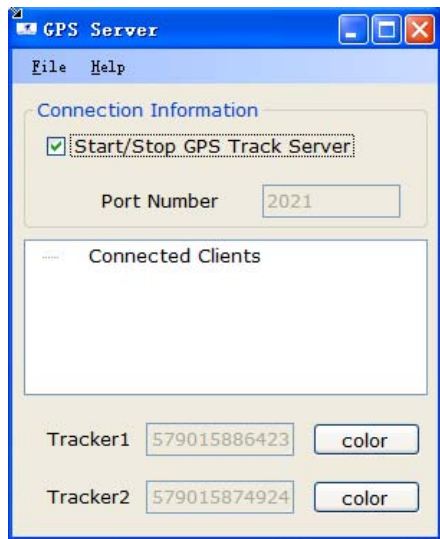 GPS Server
File Help
Connection Information
Start/Stop GPS Track Server
Port Number 2021
Connected Clients
Tracker1 579015886423 color
Tracker2 579015874924 color